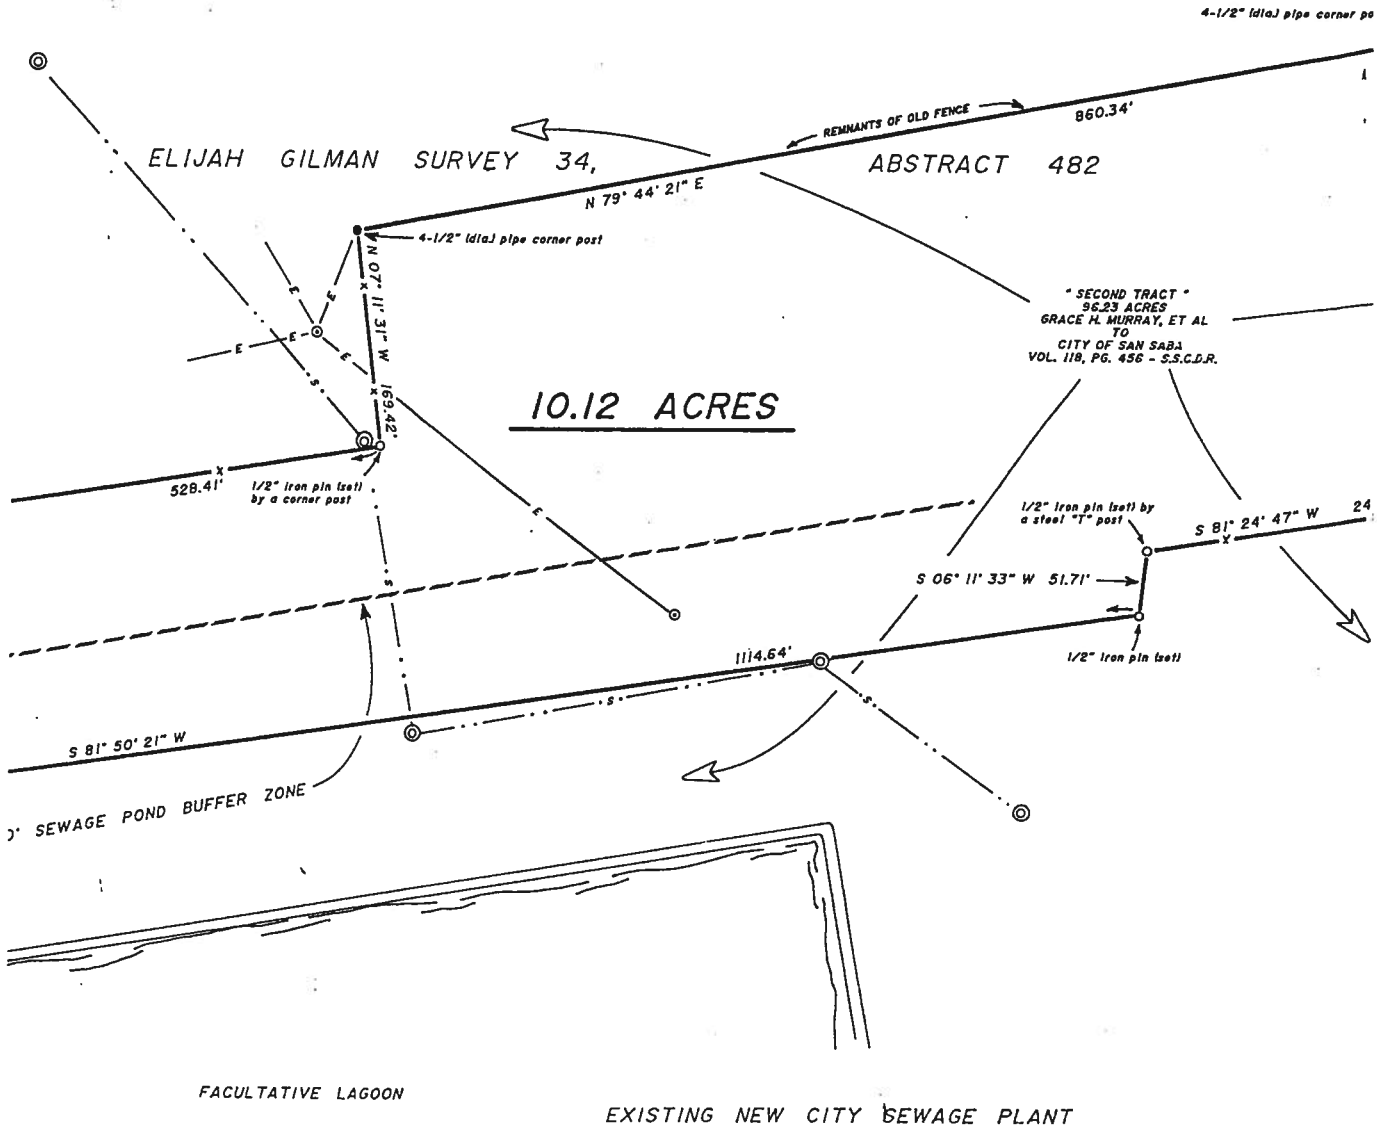 4-1/2" (dia.) pipe corner po
REMNANTS OF OLD FENCE
860.34'
ELIJAH GILMAN SURVEY 34, ABSTRACT 482
N 79° 44' 21" E
4-1/2" (dia.) pipe corner post
N 07° 11' 31" W 169.42'
" SECOND TRACT "
96.23 ACRES
GRACE H. MURRAY, ET AL
TO
CITY OF SAN SABA
VOL. 118, PG. 456 - S.S.C.D.R.
E
E
E
E
E
S
10.12 ACRES
x
x
x
528.41'
1/2" iron pin (set)
by a corner post
E
1/2" iron pin (set) by
a steel "T" post
S 81° 24' 47" W 24
x
S
S 06° 11' 33" W 51.71'
1114.64'
1/2" iron pin (set)
S
S
S 81° 50' 21" W
0' SEWAGE POND BUFFER ZONE
FACULTATIVE LAGOON
EXISTING NEW CITY SEWAGE PLANT